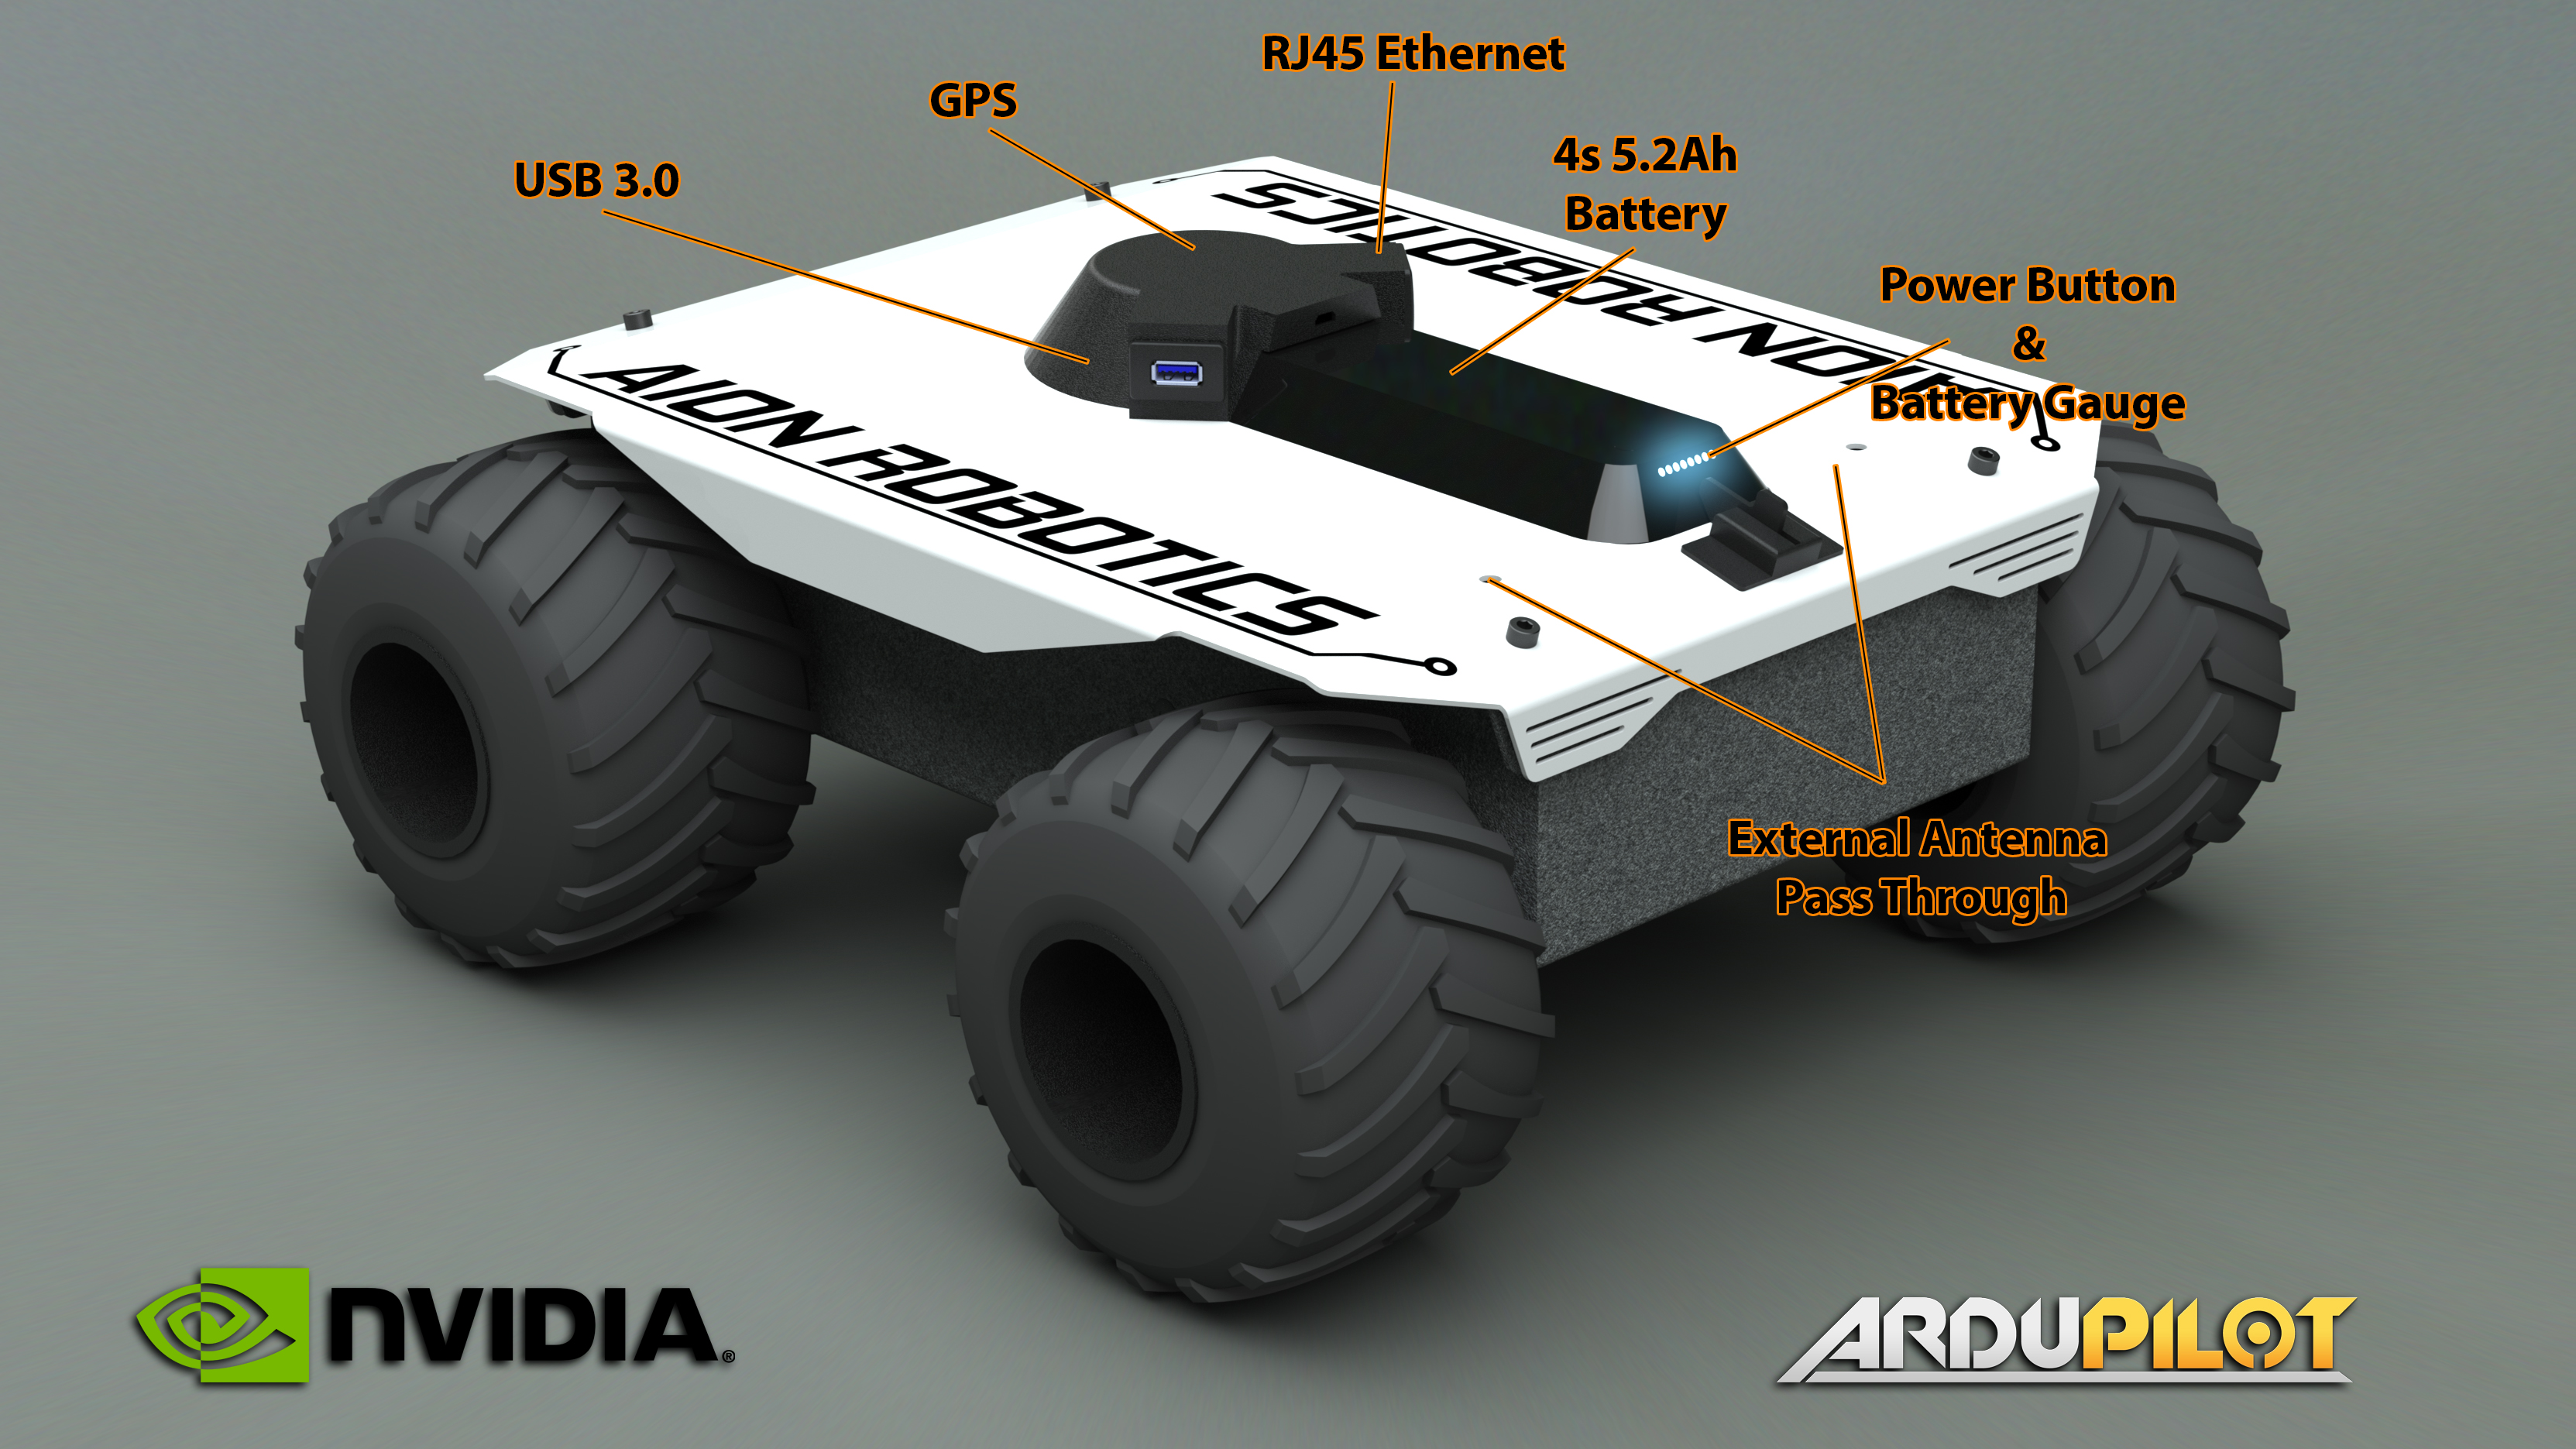 RJ45 Ethernet
GPS
4s 5.2Ah
Battery
USB 3.0
Power Button
&
Battery Gauge
AION ROBOTICS
AION ROBOTICS
External Antenna
Pass Through
NVIDIA®
ARDUPILOT